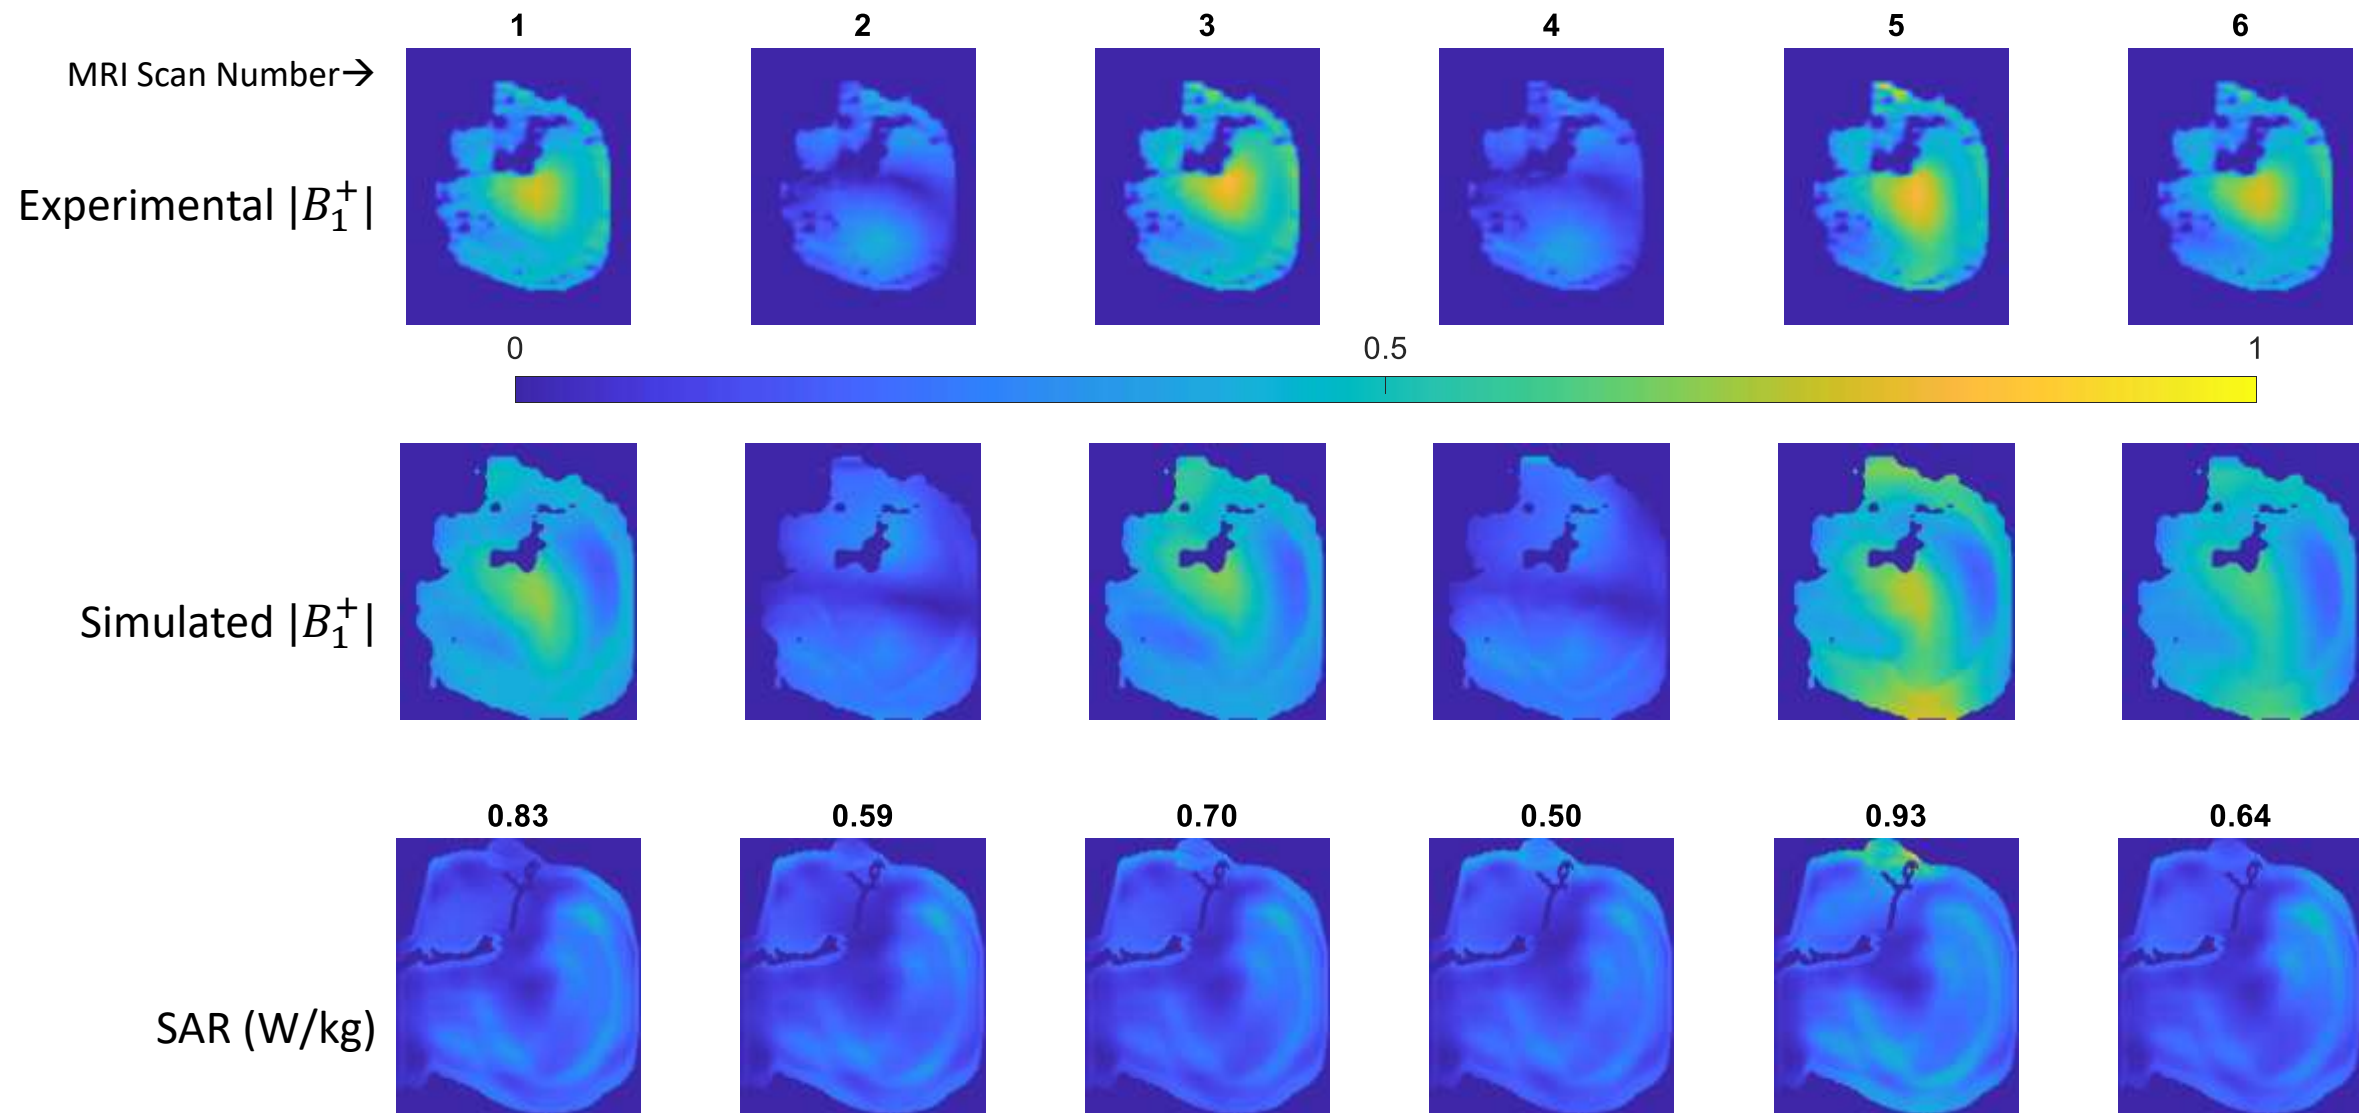 1 2 3 4 5 6
MRI Scan Number→
Experimental |B₁⁺|
0 0.5 1
Simulated |B₁⁺|
0.83 0.59 0.70 0.50 0.93 0.64
SAR (W/kg)